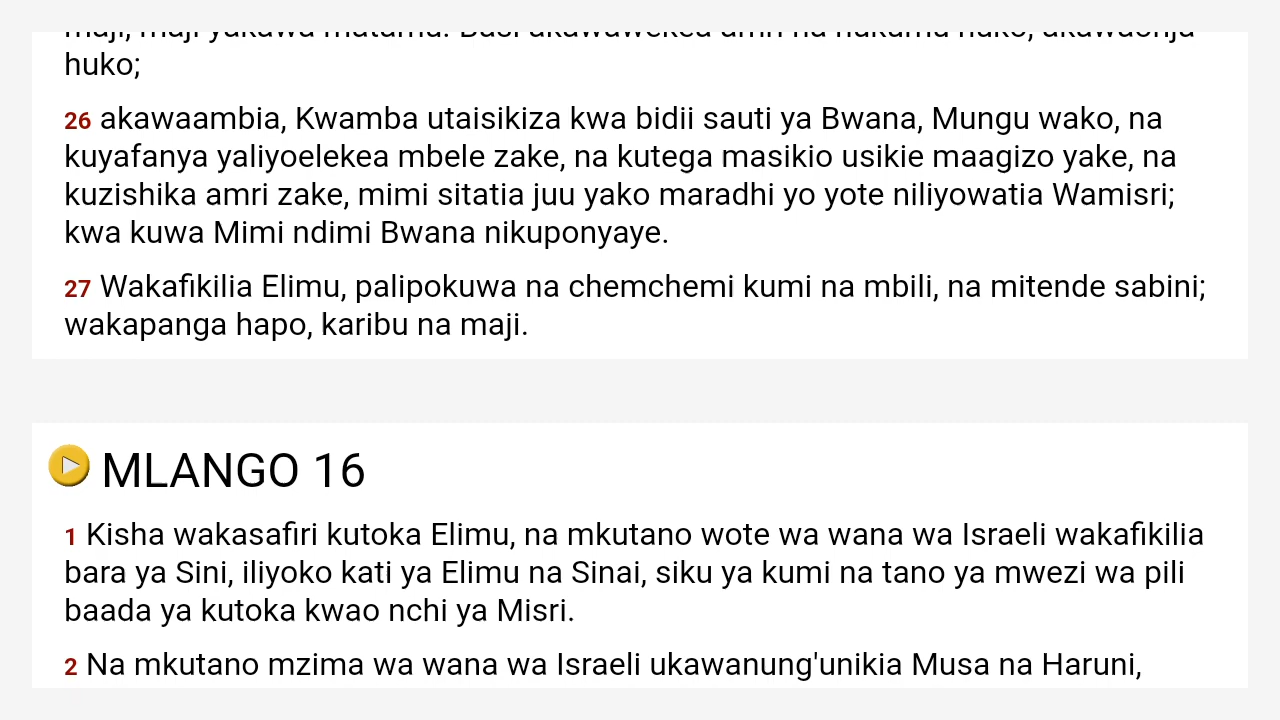 huko;
26 akawaambia, Kwamba utaisikiza kwa bidii sauti ya Bwana, Mungu wako, na
kuyafanya yaliyoelekea mbele zake, na kutega masikio usikie maagizo yake, na
kuzishika amri zake, mimi sitatia juu yako maradhi yo yote niliyowatia Wamisri;
kwa kuwa Mimi ndimi Bwana nikuponyaye.
27 Wakafikilia Elimu, palipokuwa na chemchemi kumi na mbili, na mitende sabini;
wakapanga hapo, karibu na maji.
MLANGO 16
1 Kisha wakasafiri kutoka Elimu, na mkutano wote wa wana wa Israeli wakafikilia
bara ya Sini, iliyoko kati ya Elimu na Sinai, siku ya kumi na tano ya mwezi wa pili
baada ya kutoka kwao nchi ya Misri.
2 Na mkutano mzima wa wana wa Israeli ukawanung'unikia Musa na Haruni,